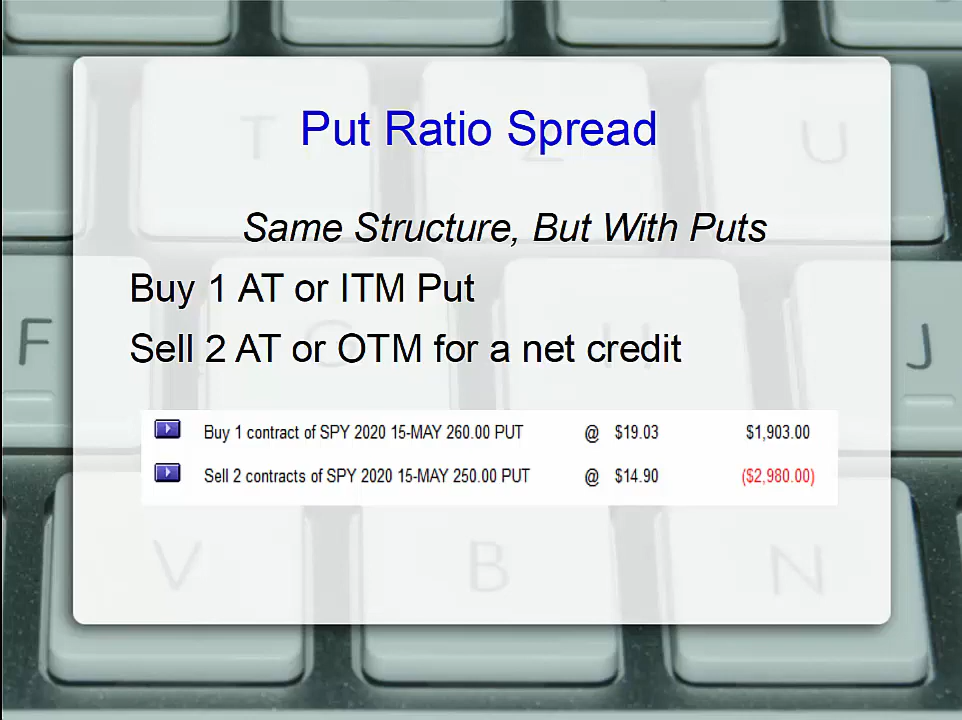 Put Ratio Spread
Same Structure, But With Puts
Buy 1 AT or ITM Put
Sell 2 AT or OTM for a net credit
Buy 1 contract of SPY 2020 15-MAY 260.00 PUT @ $19.03 $1,903.00
Sell 2 contracts of SPY 2020 15-MAY 250.00 PUT @ $14.90 ($2,980.00)
T Z U
F G H J
V B N